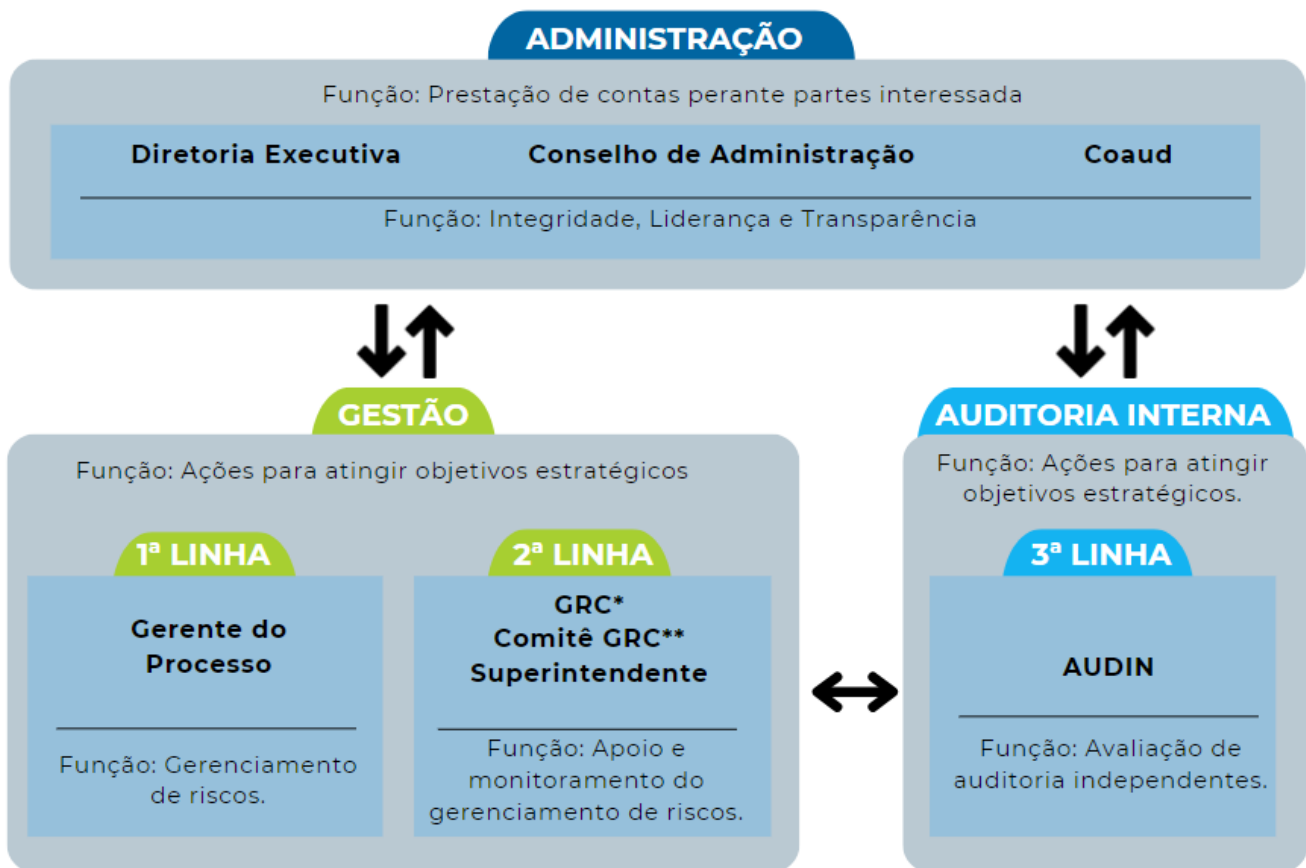 ADMINISTRAÇÃO
Função: Prestação de contas perante partes interessada
Diretoria Executiva Conselho de Administração Coaud
Função: Integridade, Liderança e Transparência
GESTÃO
Função: Ações para atingir objetivos estratégicos
1ª LINHA
Gerente do
Processo
Função: Gerenciamento
de riscos.
2ª LINHA
GRC*
Comitê GRC**
Superintendente
Função: Apoio e
monitoramento do
gerenciamento de riscos.
AUDITORIA INTERNA
Função: Ações para atingir
objetivos estratégicos.
3ª LINHA
AUDIN
Função: Avaliação de
auditoria independentes.